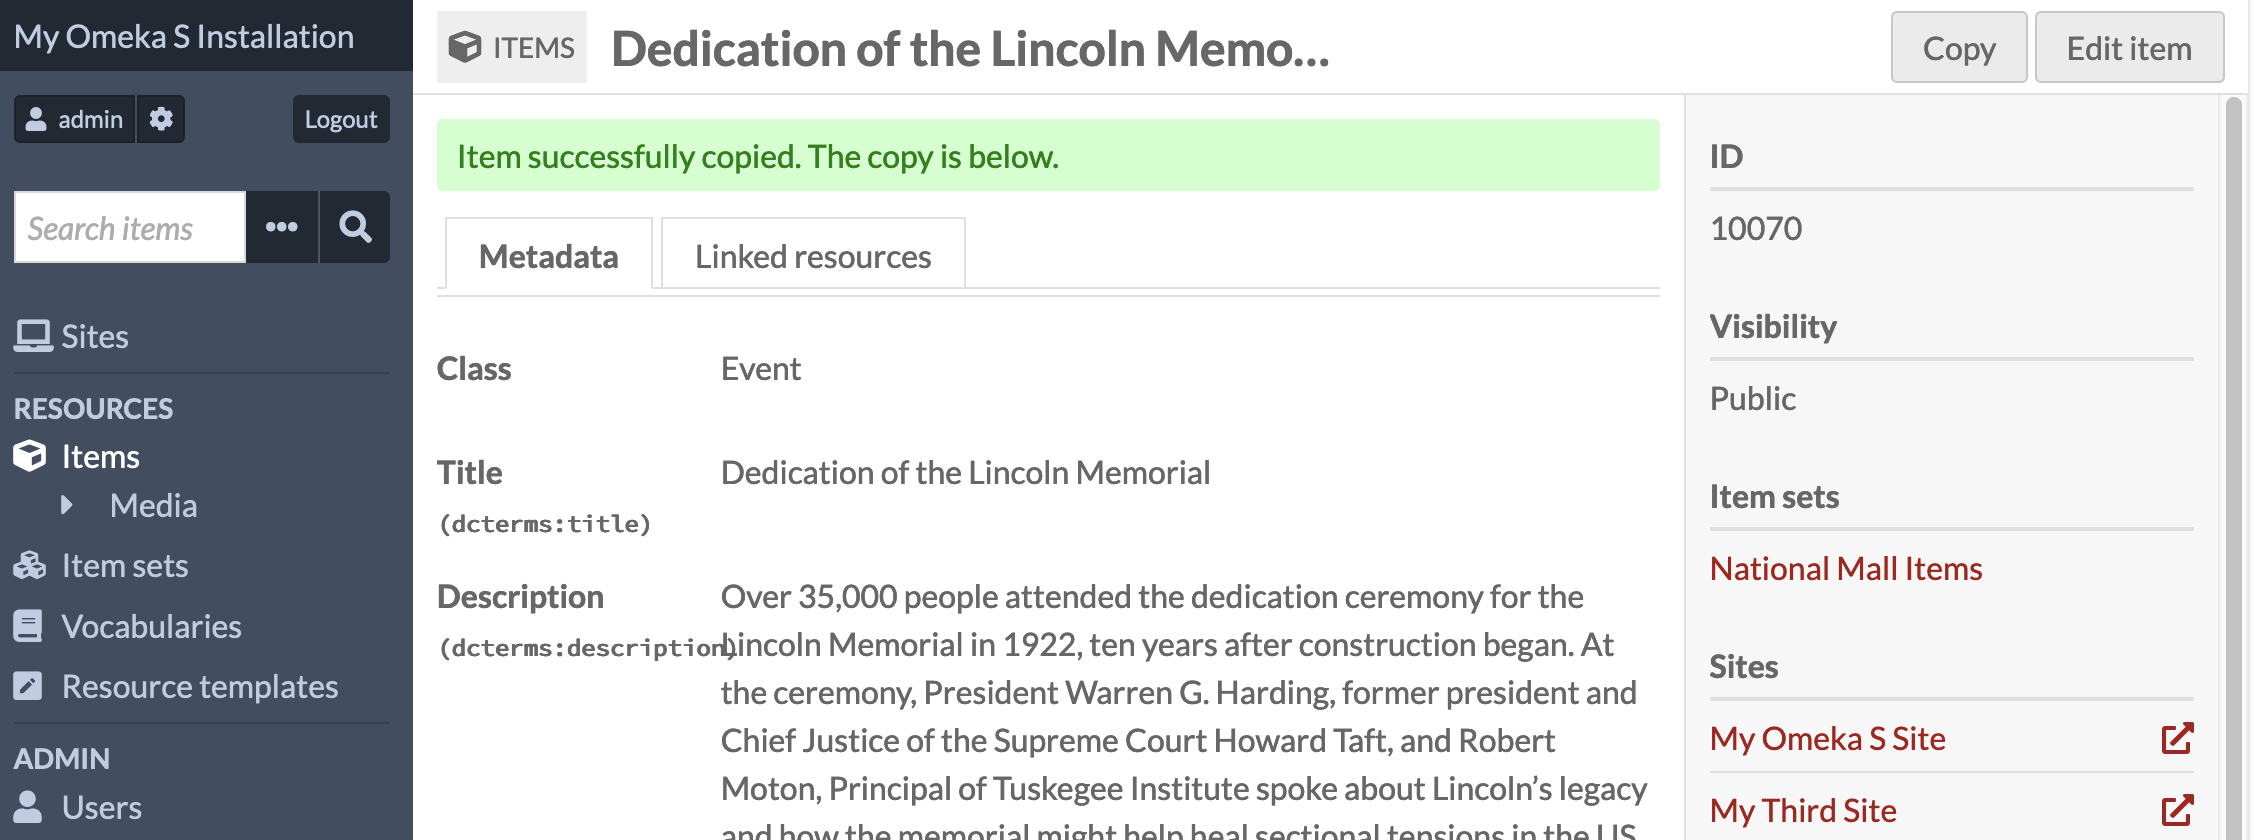 My Omeka S Installation
admin
Logout
Search items
Sites
RESOURCES
Items
Media
Item sets
Vocabularies
Resource templates
ADMIN
Users
ITEMS
Dedication of the Lincoln Memo...
Copy
Edit item
Item successfully copied. The copy is below.
Metadata
Linked resources
Class
Event
Title
(dcterms:title)
Dedication of the Lincoln Memorial
Description
(dcterms:description)
Over 35,000 people attended the dedication ceremony for the
Lincoln Memorial in 1922, ten years after construction began. At
the ceremony, President Warren G. Harding, former president and
Chief Justice of the Supreme Court Howard Taft, and Robert
Moton, Principal of Tuskegee Institute spoke about Lincoln’s legacy
and how the memorial might help heal sectional tensions in the US.
ID
10070
Visibility
Public
Item sets
National Mall Items
Sites
My Omeka S Site
My Third Site